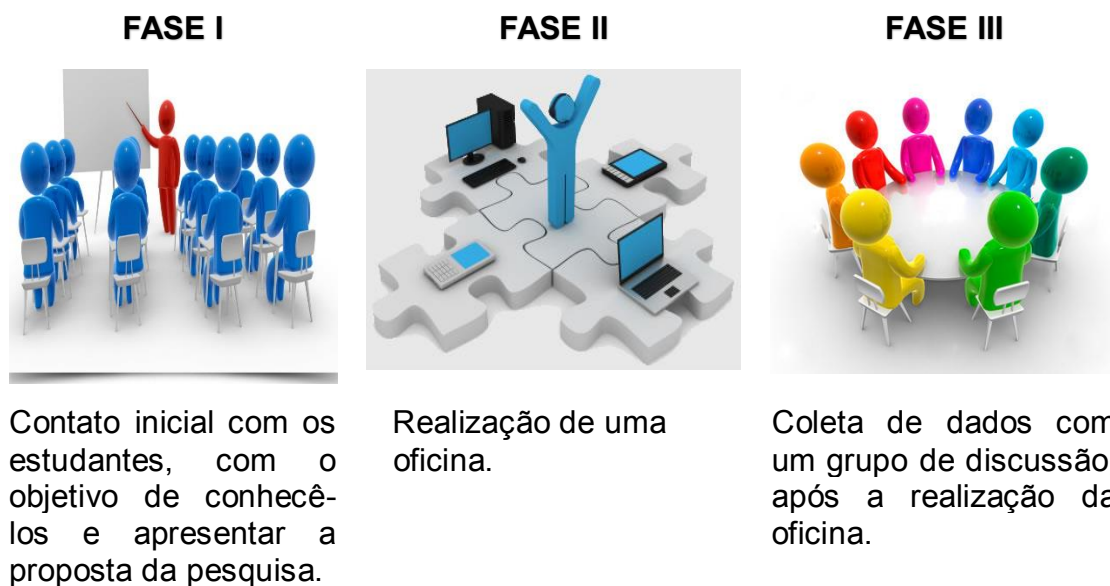 FASE I
FASE II
FASE III
Contato inicial com os
estudantes, com o
objetivo de conhecê-
los e apresentar a
proposta da pesquisa.
Realização de uma
oficina.
Coleta de dados com
um grupo de discussão
após a realização da
oficina.